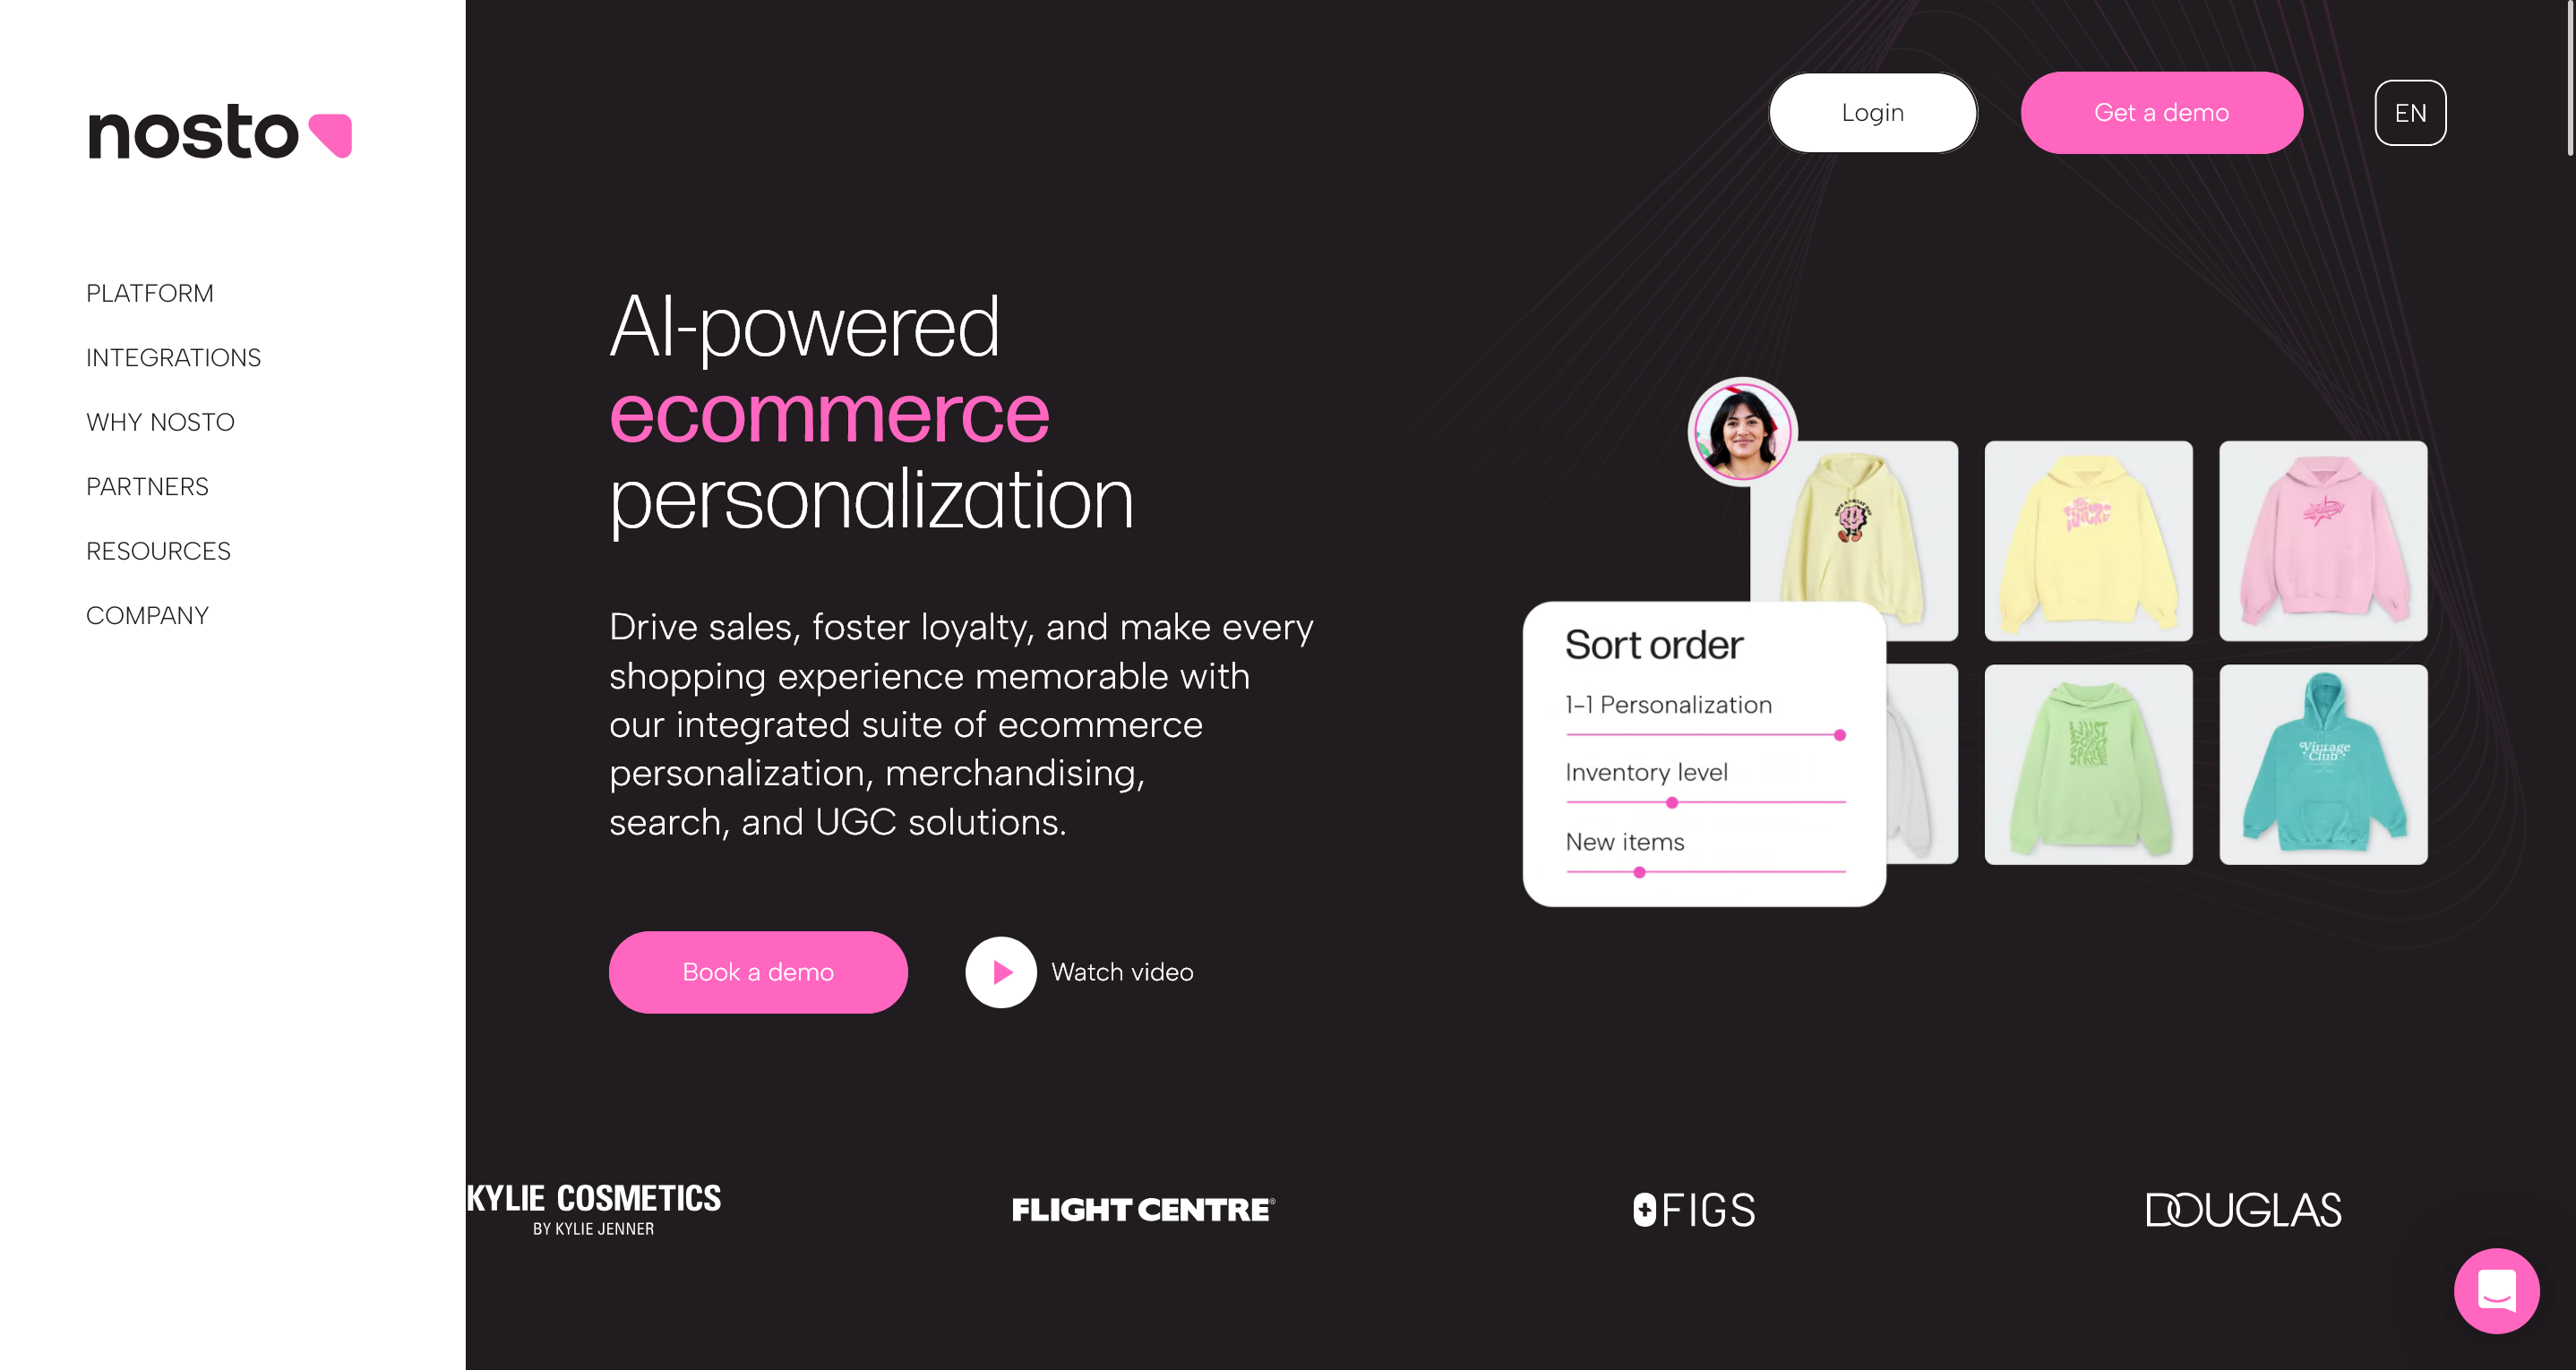 nosto
PLATFORM
INTEGRATIONS
WHY NOSTO
PARTNERS
RESOURCES
COMPANY
Login
Get a demo
EN
AI-powered
ecommerce
personalization
Drive sales, foster loyalty, and make every
shopping experience memorable with
our integrated suite of ecommerce
personalization, merchandising,
search, and UGC solutions.
Book a demo
Watch video
Sort order
1-1 Personalization
Inventory level
New items
Vintage
Club
KYLIE COSMETICS
BY KYLIE JENNER
FLIGHT CENTRE®
FIGS
DOUGLAS